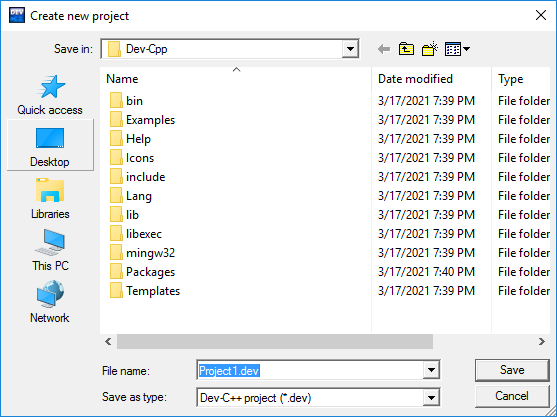 DEV
Create new project
Save in: Dev-Cpp
Name Date modified Type
Quick access
Desktop
Libraries
This PC
Network
bin 3/17/2021 7:39 PM File folder
Examples 3/17/2021 7:39 PM File folder
Help 3/17/2021 7:39 PM File folder
Icons 3/17/2021 7:39 PM File folder
include 3/17/2021 7:39 PM File folder
Lang 3/17/2021 7:39 PM File folder
lib 3/17/2021 7:39 PM File folder
libexec 3/17/2021 7:39 PM File folder
mingw32 3/17/2021 7:39 PM File folder
Packages 3/17/2021 7:40 PM File folder
Templates 3/17/2021 7:39 PM File folder
File name: Project1.dev Save
Save as type: Dev-C++ project (*.dev) Cancel